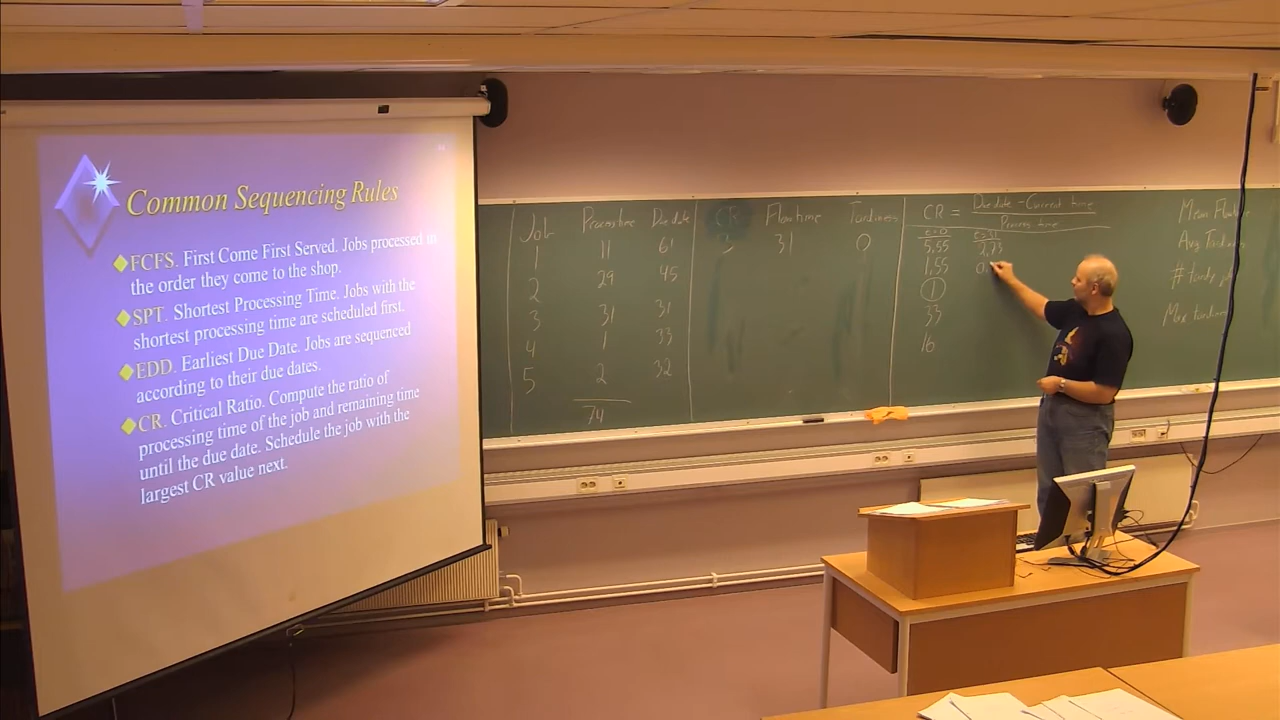 Common Sequencing Rules
FCFS. First Come First Served. Jobs processed in
the order they come to the shop.
SPT. Shortest Processing Time. Jobs with the
shortest processing time are scheduled first.
EDD. Earliest Due Date. Jobs are sequenced
according to their due dates.
CR. Critical Ratio. Compute the ratio of
processing time of the job and remaining time
until the due date. Schedule the job with the
largest CR value next.
Job Process time Due date CR Flow time Tardiness
1 11 61 3 31 0
2 29 45
3 31 31
4 1 33
5 2 32
74
CR = Due date - Current time
Process time
t=0 t=31
5,55 2,73
1,55 0
1
33
16
Mean Flow
Avg Tardiness
# tardy
Max tardiness